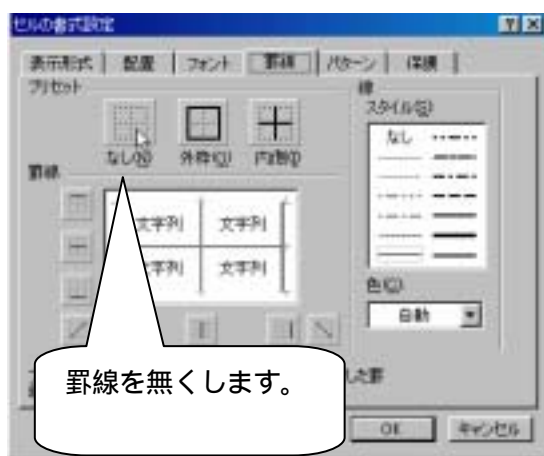 セルの書式設定
表示形式 配置 フォント 罫線 パターン 保護
プリセット
線
スタイル(S)
なし
なし(N) 外枠(O) 内側(I)
罫線
文字列 文字列
文字列 文字列
色(C)
自動
罫線を無くします。
した罫
OK キャンセル